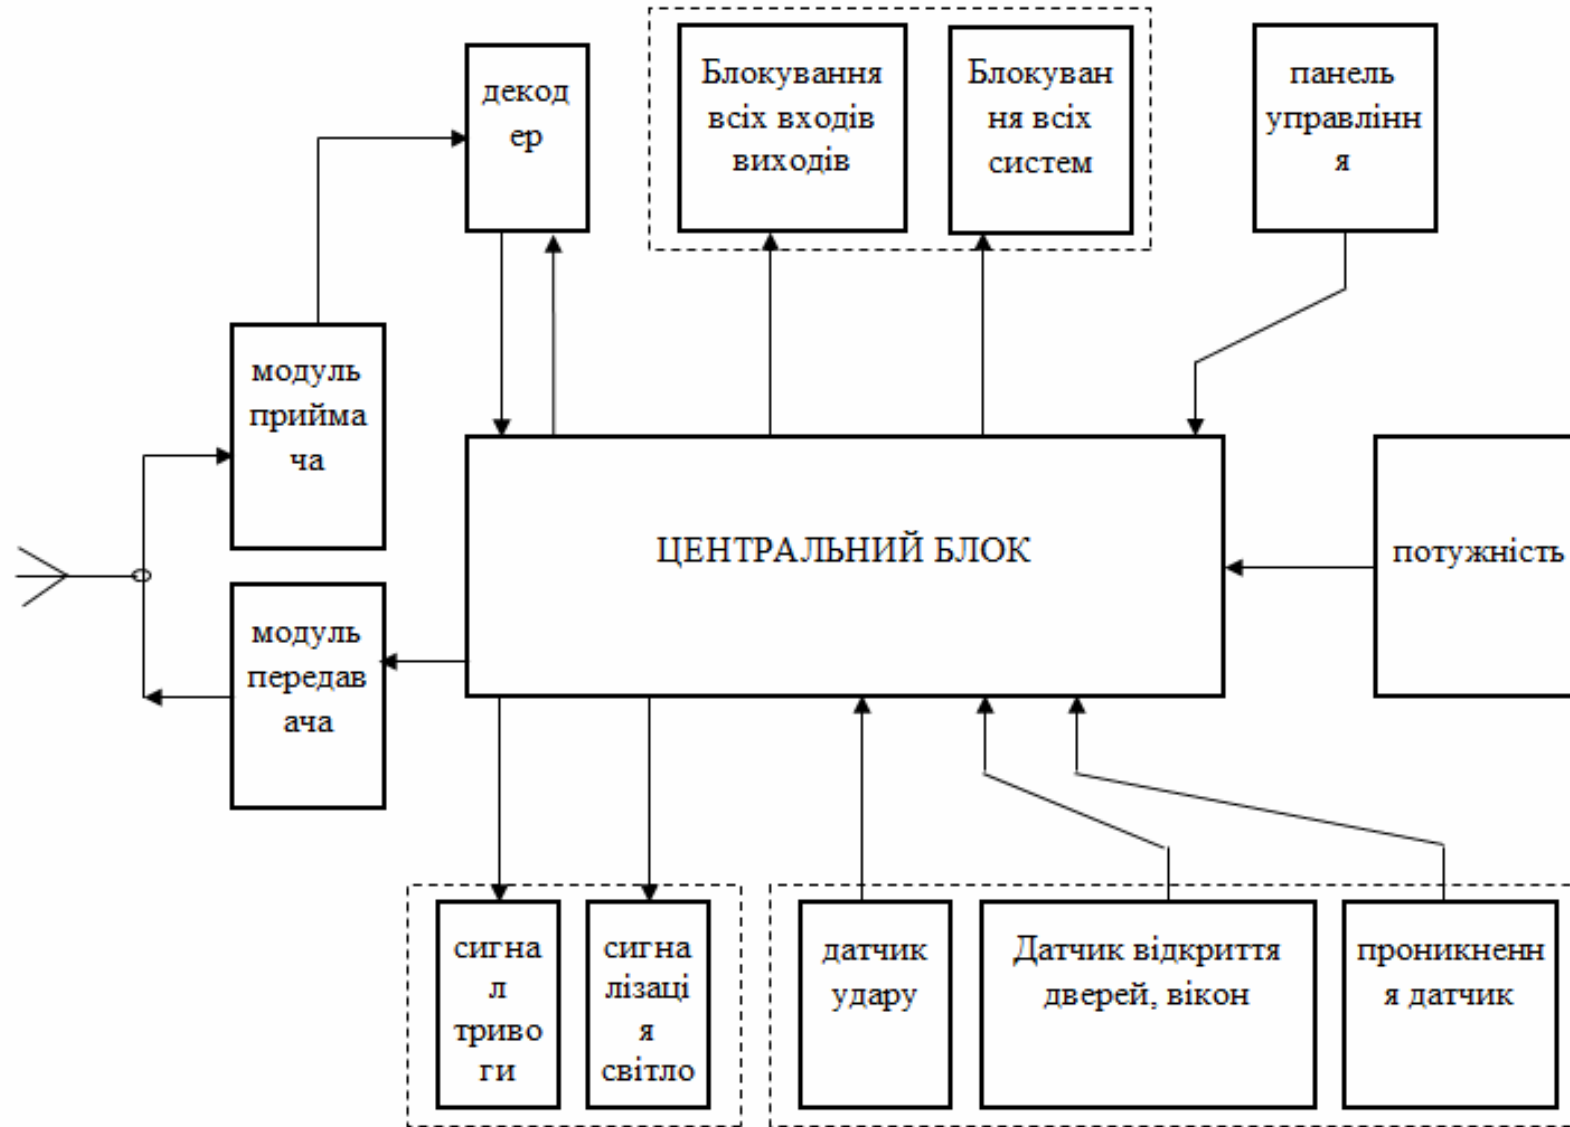 декод
ер
Блокування
всіх входів
виходів
Блокуван
ня всіх
систем
панель
управлінн
я
модуль
прийма
ча
ЦЕНТРАЛЬНИЙ БЛОК
потужність
модуль
передав
ача
сигна
л
триво
ги
сигна
лізаці
я
світло
датчик
удару
Датчик відкриття
дверей, вікон
проникненн
я датчик